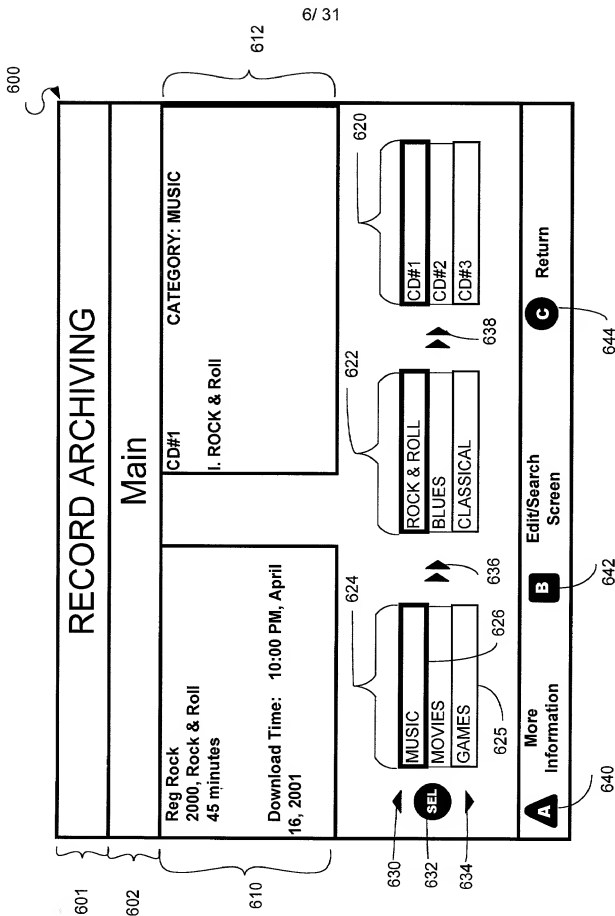 6/ 31
600
601
RECORD ARCHIVING
602
Main
610
Reg Rock
2000, Rock & Roll
45 minutes
Download Time: 10:00 PM, April
16, 2001
612
CD#1 CATEGORY: MUSIC
I. ROCK & Roll
624
622
620
630
SEL
632
634
MUSIC
MOVIES
GAMES
626
625
636
ROCK & ROLL
BLUES
CLASSICAL
638
CD#1
CD#2
CD#3
A
More
Information
640
B
Edit/Search
Screen
642
C
Return
644